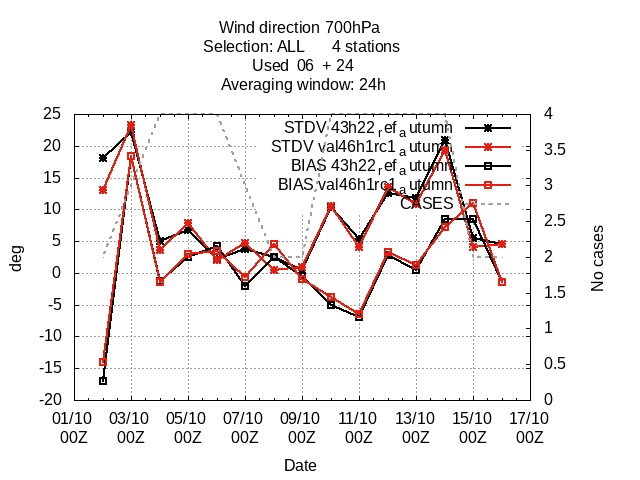 Wind direction 700hPa
Selection: ALL 4 stations
Used 06 + 24
Averaging window: 24h
25
20
15
10
5
0
-5
-10
-15
-20
deg
4
3.5
3
2.5
2
1.5
1
0.5
0
No cases
STDV 43h22_ref_autumn
STDV val46h1rc1_autumn
BIAS 43h22_ref_autumn
BIAS val46h1rc1_autumn
CASES
01/10 03/10 05/10 07/10 09/10 11/10 13/10 15/10 17/10
00Z 00Z 00Z 00Z 00Z 00Z 00Z 00Z 00Z
Date